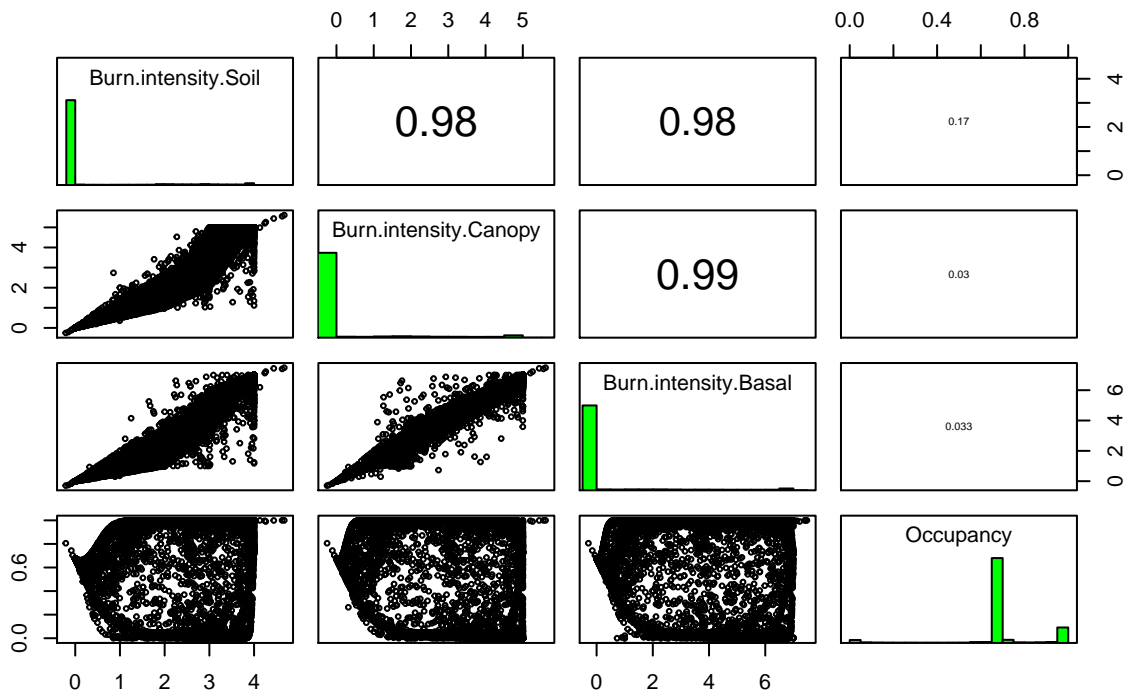 0 1 2 3 4 5 0.0 0.4 0.8
Burn.intensity.Soil 0.98 0.98 0.17 0 2 4
0 2 4 Burn.intensity.Canopy 0.99 0.03
Burn.intensity.Basal 0.033 0 2 4 6
0.0 0.6 Occupancy
0 1 2 3 4 0 2 4 6